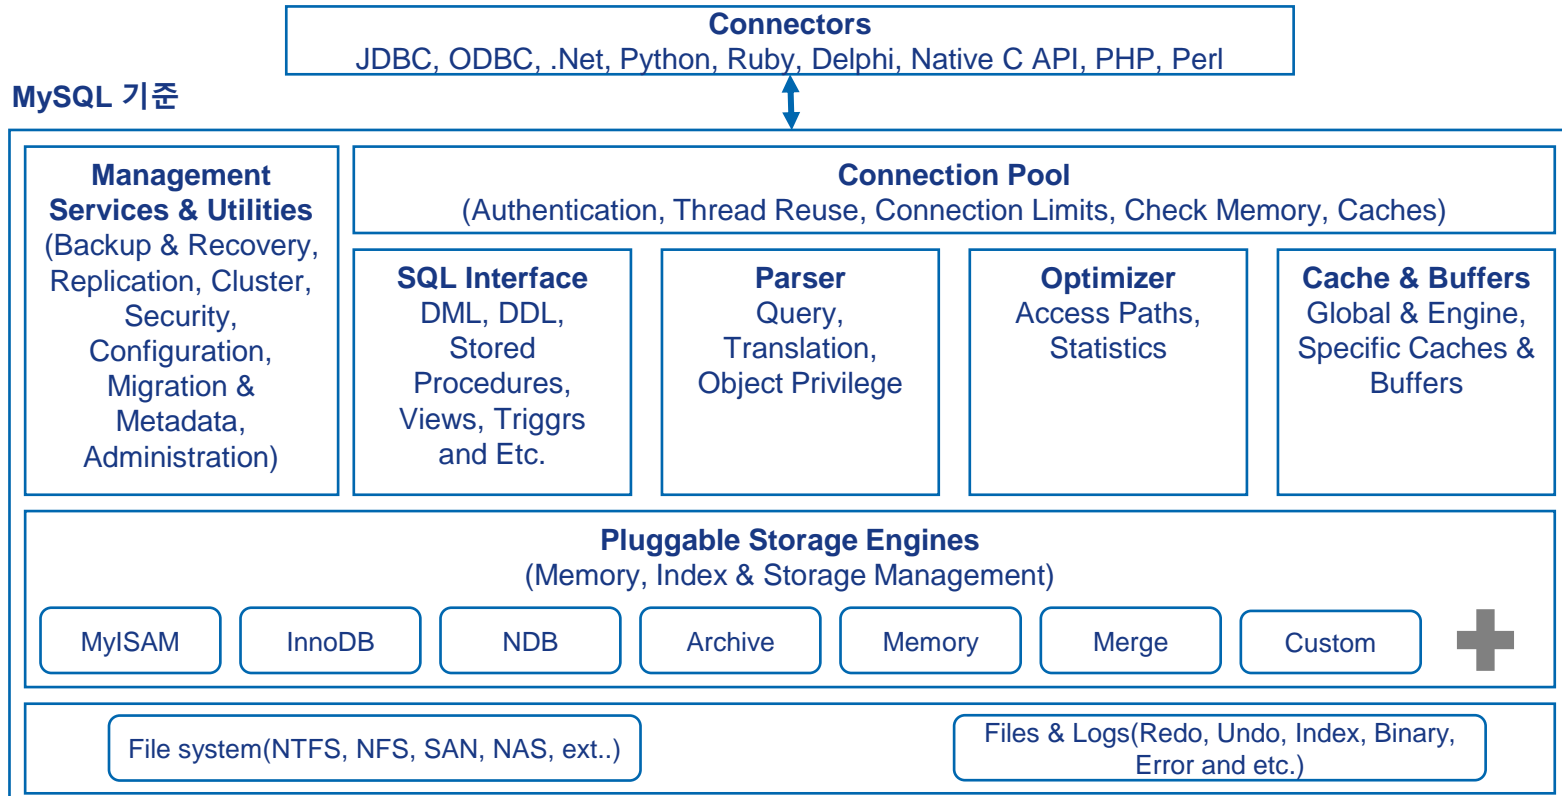 Connectors
JDBC, ODBC, .Net, Python, Ruby, Delphi, Native C API, PHP, Perl
MySQL 기준
Management
Services & Utilities
(Backup & Recovery,
Replication, Cluster,
Security,
Configuration,
Migration &
Metadata,
Administration)
Connection Pool
(Authentication, Thread Reuse, Connection Limits, Check Memory, Caches)
SQL Interface
DML, DDL,
Stored
Procedures,
Views, Triggrs
and Etc.
Parser
Query,
Translation,
Object Privilege
Optimizer
Access Paths,
Statistics
Cache & Buffers
Global & Engine,
Specific Caches &
Buffers
Pluggable Storage Engines
(Memory, Index & Storage Management)
MyISAM
InnoDB
NDB
Archive
Memory
Merge
Custom
File system(NTFS, NFS, SAN, NAS, ext..)
Files & Logs(Redo, Undo, Index, Binary,
Error and etc.)